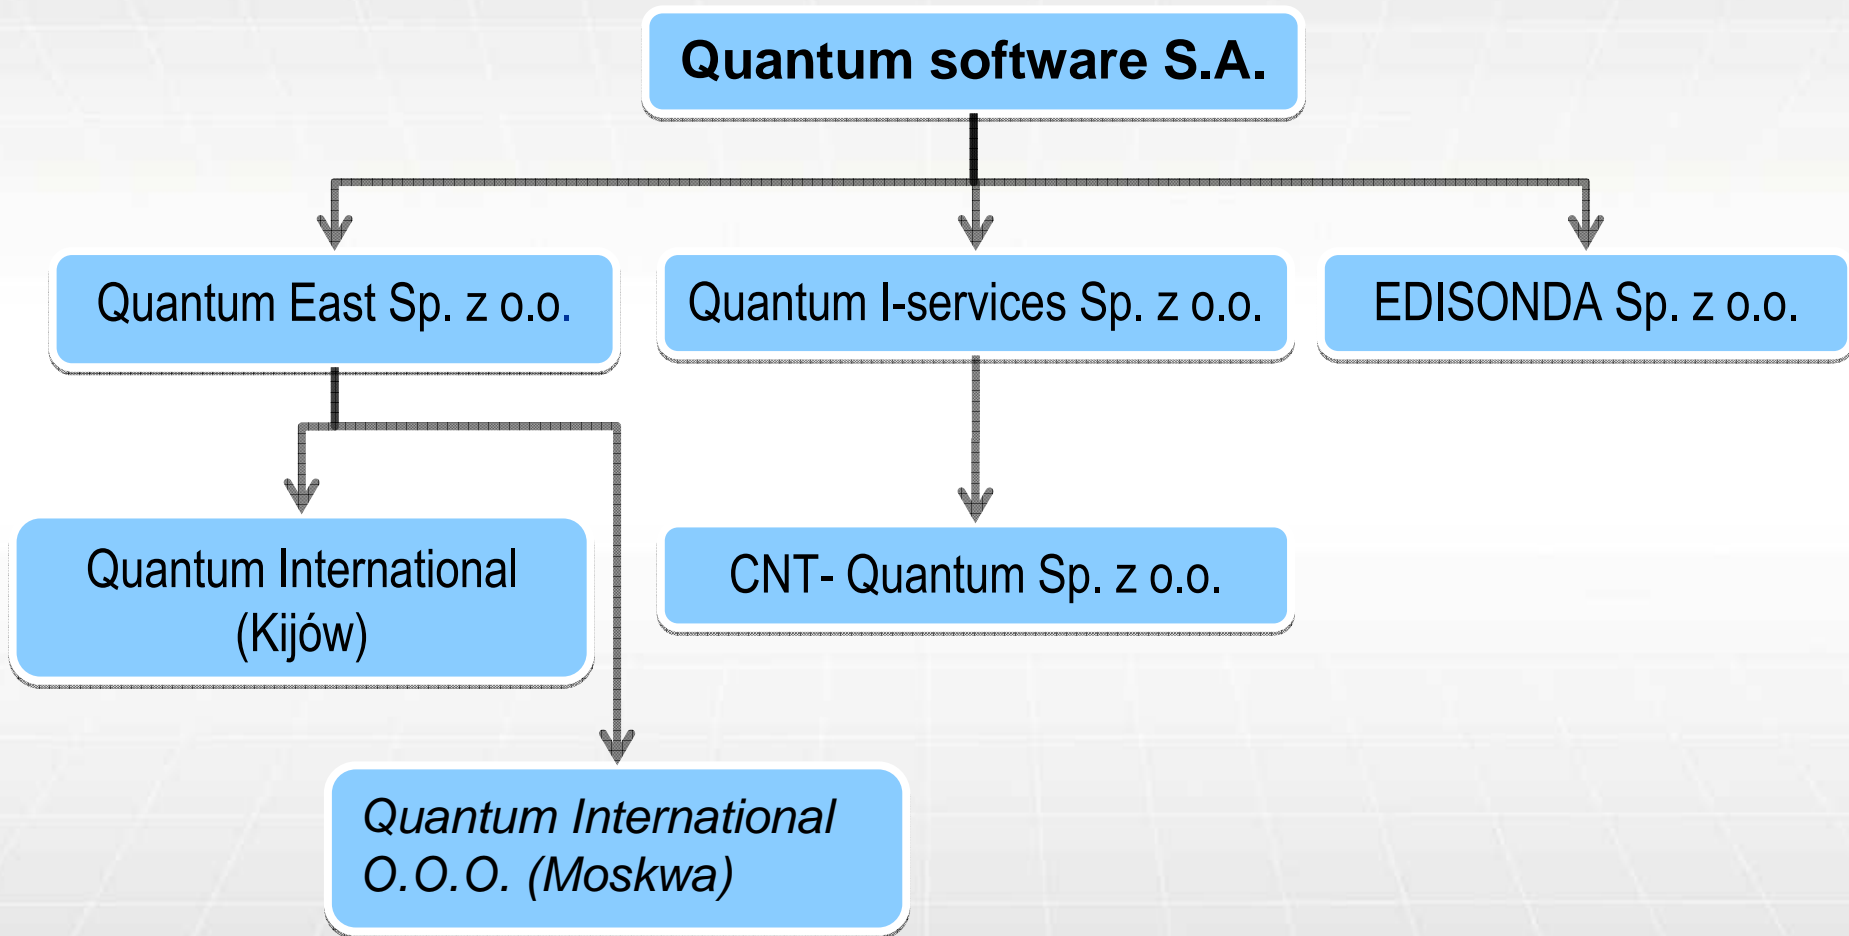 Quantum software S.A.
Quantum East Sp. z o.o.
Quantum I-services Sp. z o.o.
EDISONDA Sp. z o.o.
Quantum International
(Kijów)
CNT- Quantum Sp. z o.o.
Quantum International
O.O.O. (Moskwa)